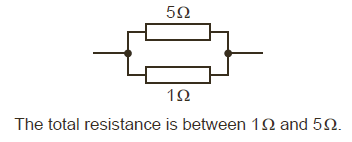 5Ω
1Ω
The total resistance is between 1Ω and 5Ω.